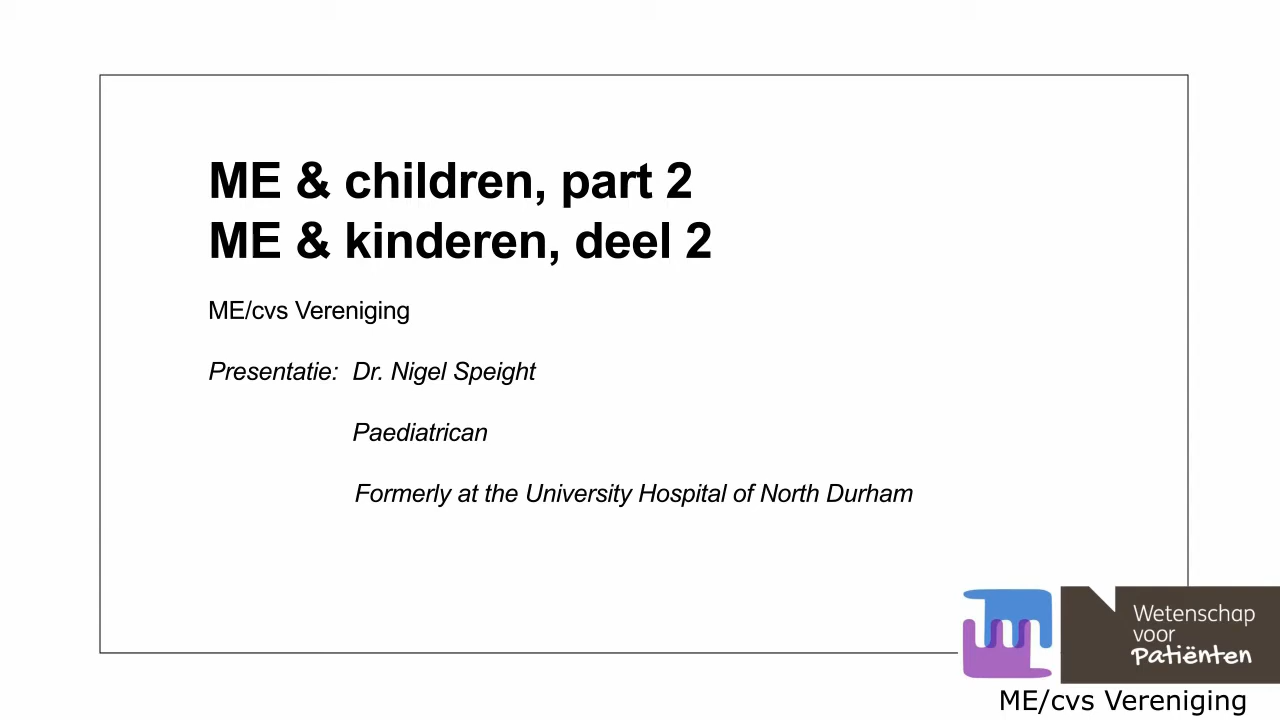 ME & children, part 2
ME & kinderen, deel 2
ME/cvs Vereniging
Presentatie: Dr. Nigel Speight
Paediatrican
Formerly at the University Hospital of North Durham
Wetenschap
voor
Patiënten
ME/cvs Vereniging